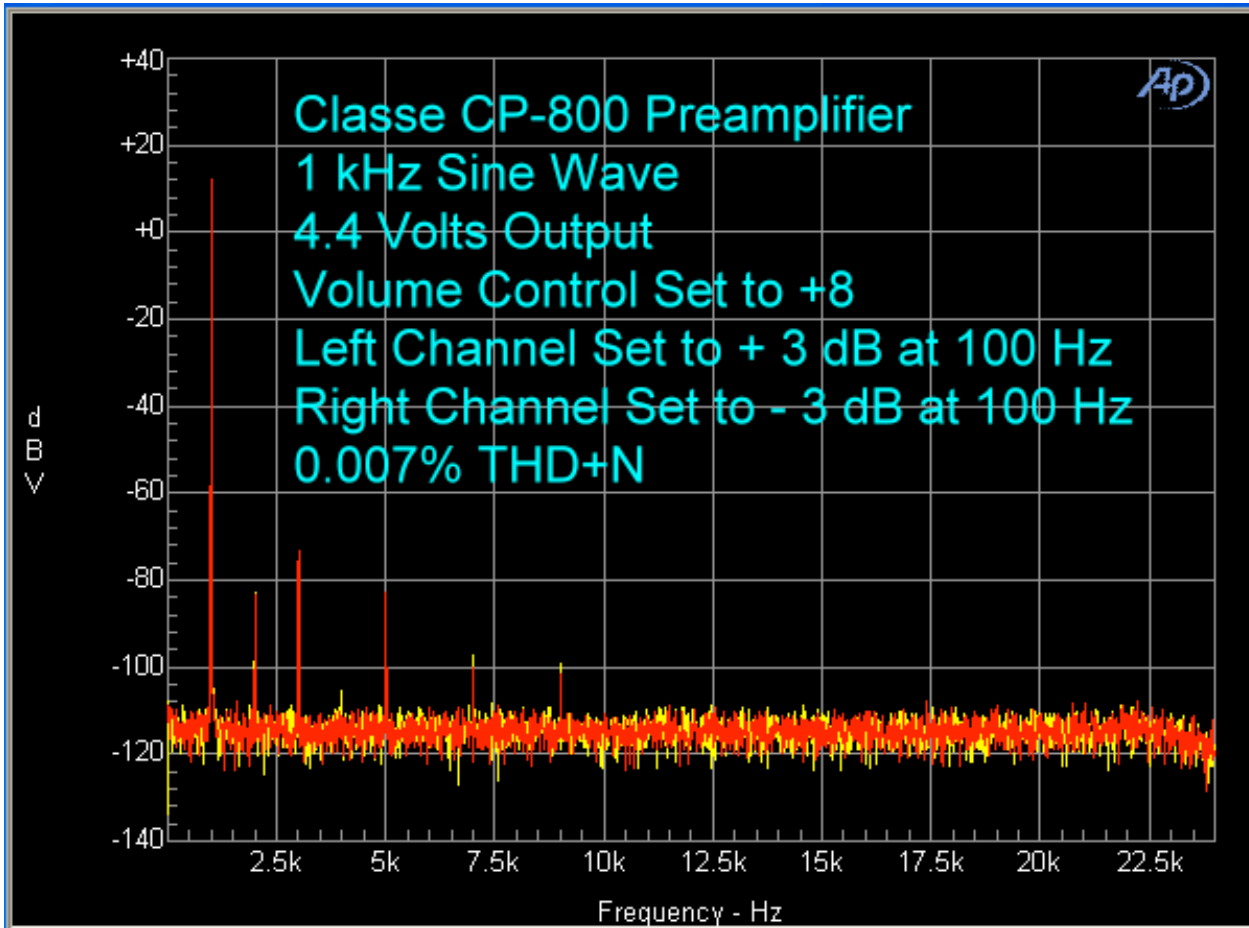 +40
Classe CP-800 Preamplifier
+20
1 kHz Sine Wave
+0
4.4 Volts Output
Volume Control Set to +8
-20
Left Channel Set to + 3 dB at 100 Hz
-40
Right Channel Set to - 3 dB at 100 Hz
0.007% THD+N
-60
-80
-100
-120
-140
d
B
V
2.5k 5k 7.5k 10k 12.5k 15k 17.5k 20k 22.5k
Frequency - Hz
Ap